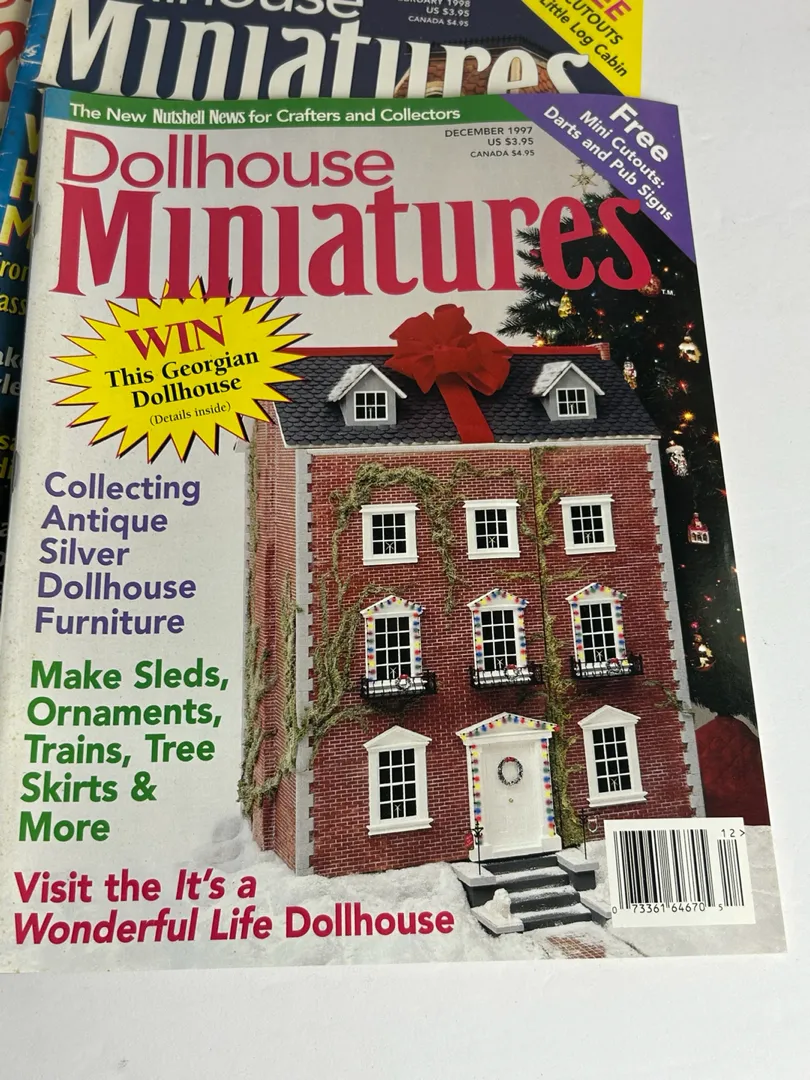 FEBRUARY 1998
US $3.95
CANADA $4.95
CUTOUTS
Little Log Cabin
Miniatures
The New Nutshell News for Crafters and Collectors
DECEMBER 1997
US $3.95
CANADA $4.95
Free
Mini Cutouts:
Darts and Pub Signs
Dollhouse
Miniatures
T.M.
WIN
This Georgian
Dollhouse
(Details inside)
Collecting
Antique
Silver
Dollhouse
Furniture
Make Sleds,
Ornaments,
Trains, Tree
Skirts &
More
Visit the It's a
Wonderful Life Dollhouse
12>
0 73361 64670 5